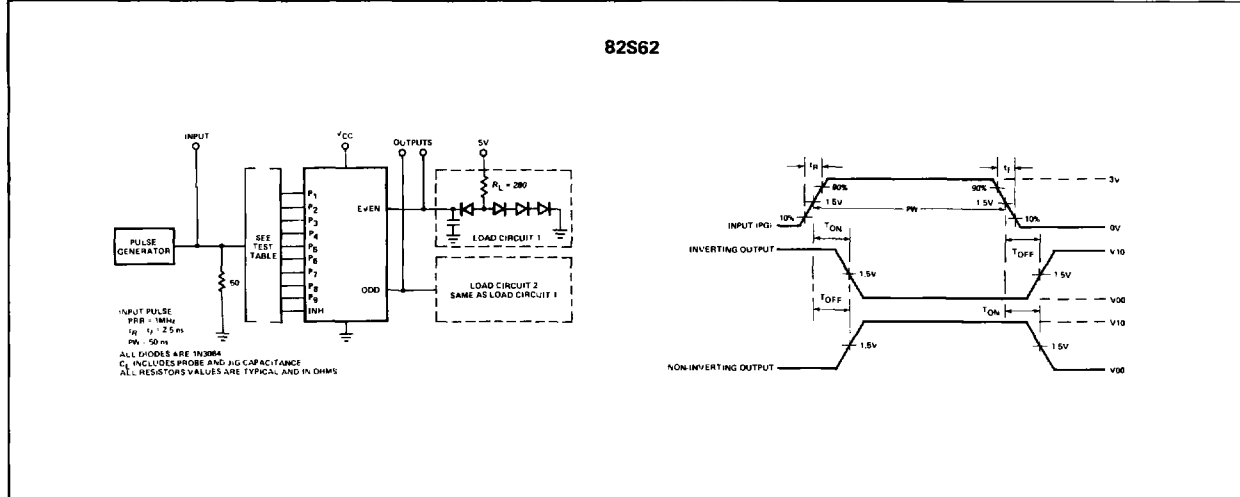 82S62
INPUT
VCC
OUTPUTS
5V
RL = 280
PULSE
GENERATOR
SEE
TEST
TABLE
P1
P2
P3
P4
P5
P6
P7
P8
P9
INH
EVEN
ODD
50
LOAD CIRCUIT 1
LOAD CIRCUIT 2
SAME AS LOAD CIRCUIT 1
INPUT PULSE
PRR = 1MHz
tR tf = 2.5 ns
PW = 50 ns
ALL DIODES ARE 1N3064
CL INCLUDES PROBE AND JIG CAPACITANCE
ALL RESISTORS VALUES ARE TYPICAL AND IN OHMS
tR
tf
90%
90%
3V
1.5V
1.5V
PW
10%
10%
INPUT (PG)
0V
TON
TOFF
INVERTING OUTPUT
V10
1.5V
1.5V
V00
TOFF
TON
V10
1.5V
1.5V
NON-INVERTING OUTPUT
V00